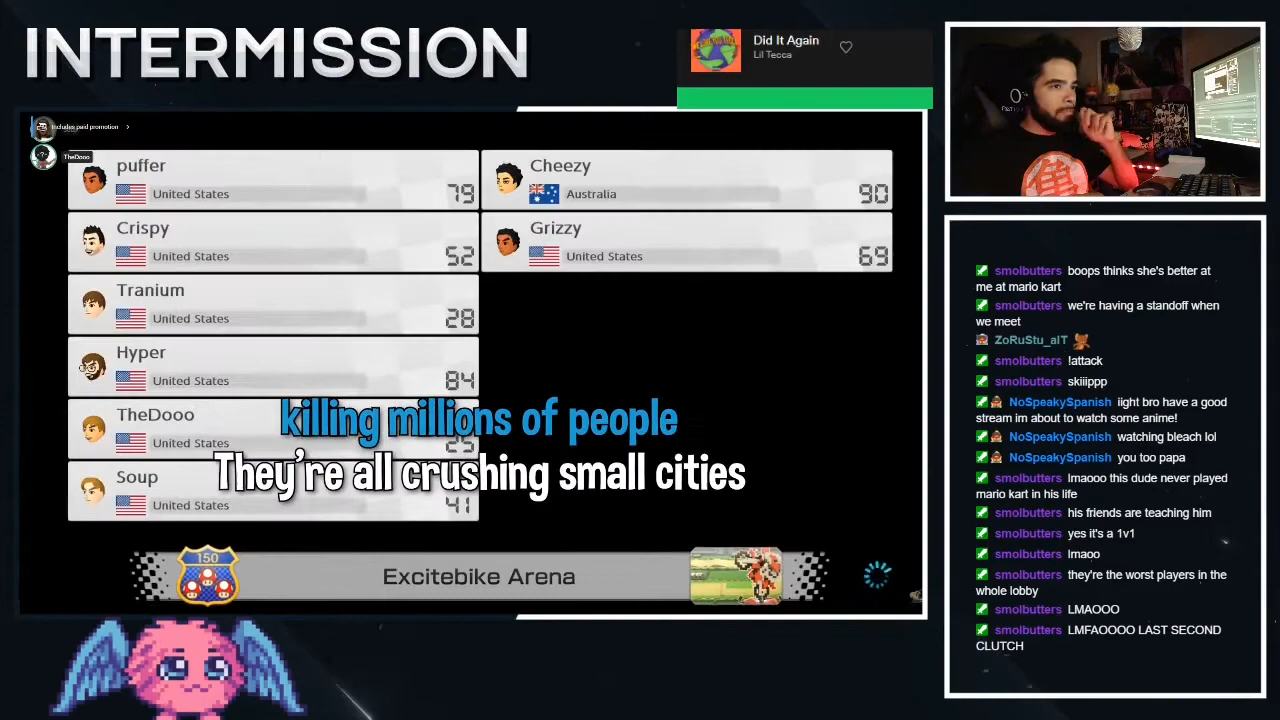 INTERMISSION
Did It Again
Lil Tecca
Includes paid promotion
TheDooo
puffer
United States
79
Crispy
United States
52
Tranium
United States
28
Hyper
United States
84
TheDooo
United States
25
Soup
United States
41
Cheezy
Australia
90
Grizzy
United States
69
killing millions of people
They're all crushing small cities
150
Excitebike Arena
smolbutters boops thinks she's better at
me at mario kart
smolbutters we're having a standoff when
we meet
ZoRuStu_aIT
smolbutters !attack
smolbutters skiiippp
NoSpeakySpanish iight bro have a good
stream im about to watch some anime!
NoSpeakySpanish watching bleach lol
NoSpeakySpanish you too papa
smolbutters lmaooo this dude never played
mario kart in his life
smolbutters his friends are teaching him
smolbutters yes it's a 1v1
smolbutters lmaoo
smolbutters they're the worst players in the
whole lobby
smolbutters LMAOOO
smolbutters LMFAOOOO LAST SECOND
CLUTCH